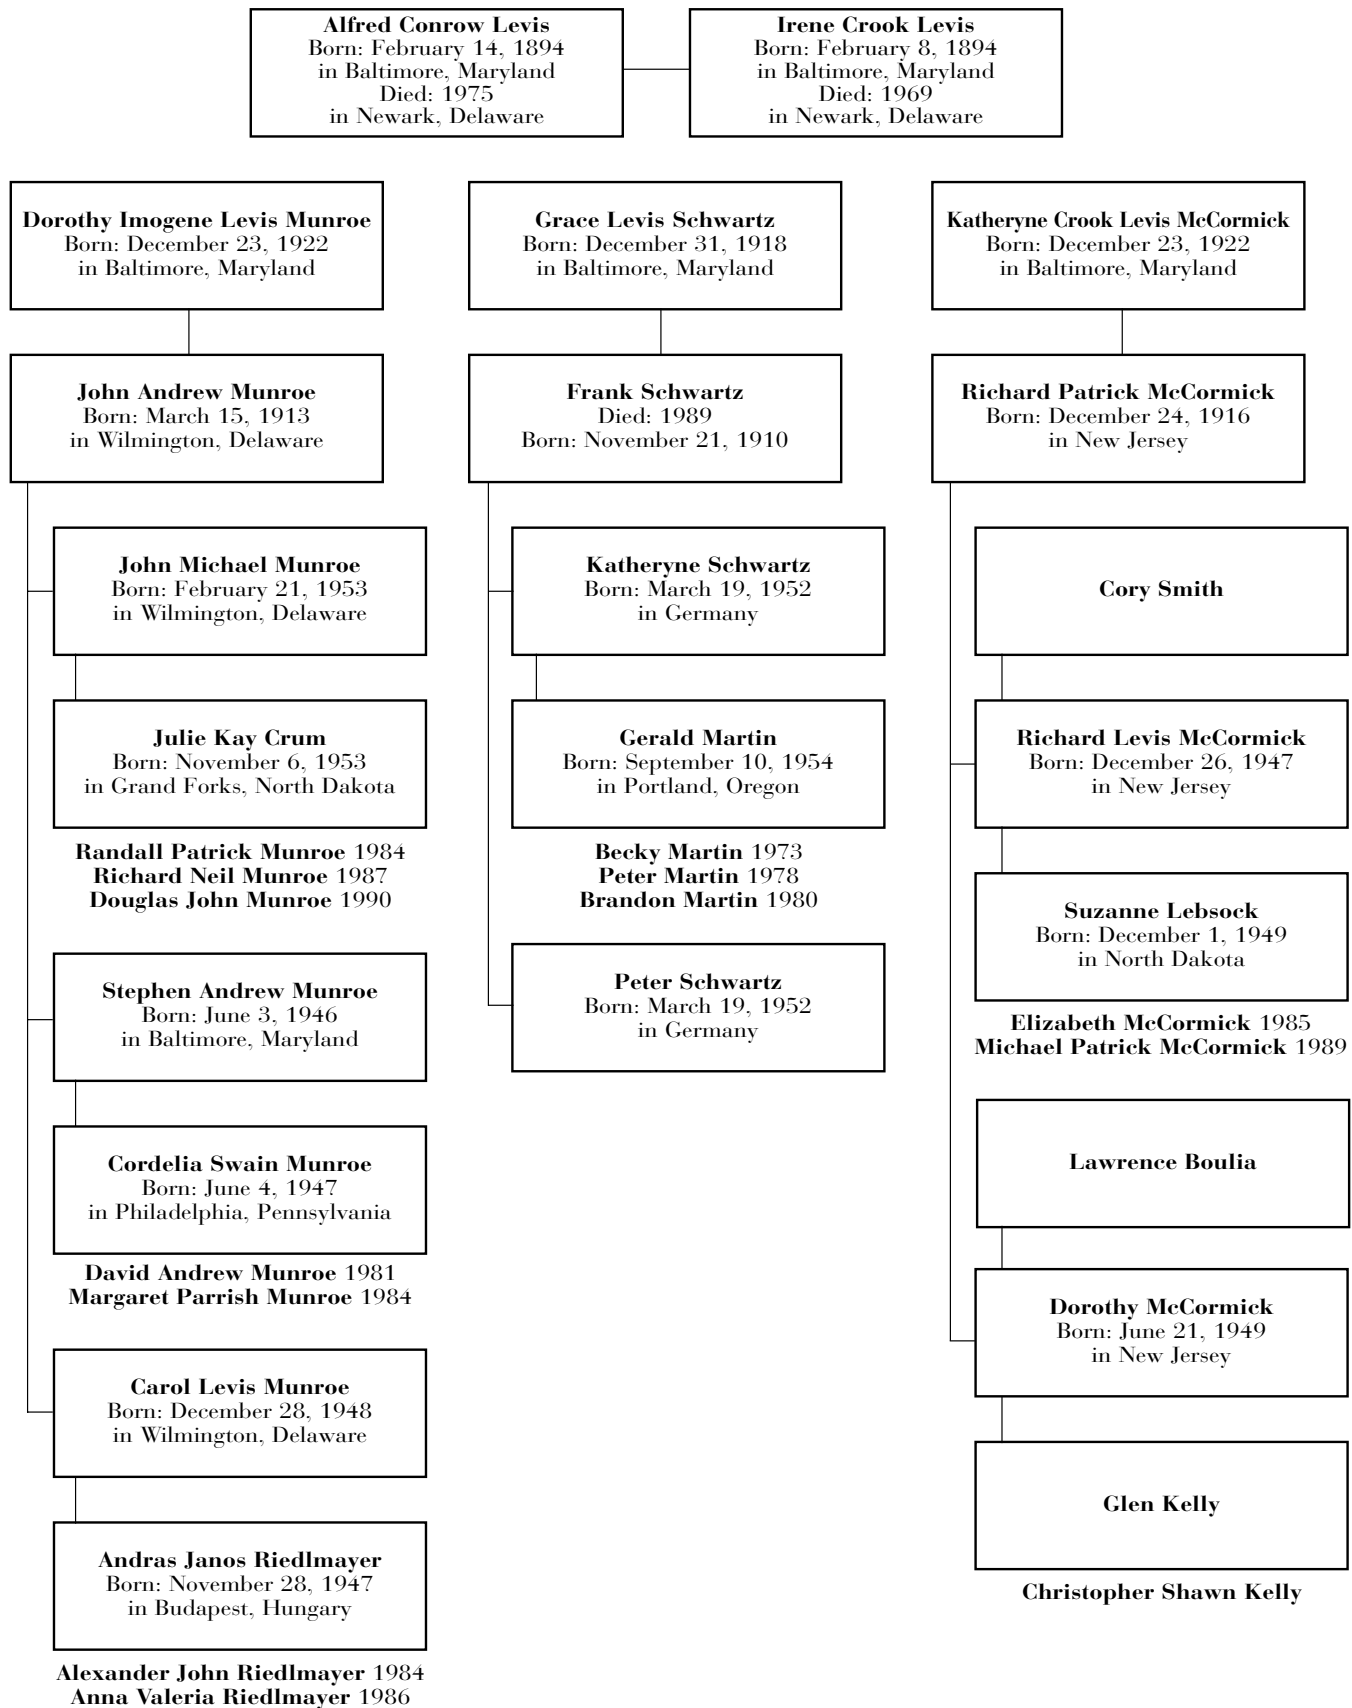 Alfred Conrow Levis
Born: February 14, 1894
in Baltimore, Maryland
Died: 1975
in Newark, Delaware
Irene Crook Levis
Born: February 8, 1894
in Baltimore, Maryland
Died: 1969
in Newark, Delaware
Dorothy Imogene Levis Munroe
Born: December 23, 1922
in Baltimore, Maryland
John Andrew Munroe
Born: March 15, 1913
in Wilmington, Delaware
John Michael Munroe
Born: February 21, 1953
in Wilmington, Delaware
Julie Kay Crum
Born: November 6, 1953
in Grand Forks, North Dakota
Randall Patrick Munroe 1984
Richard Neil Munroe 1987
Douglas John Munroe 1990
Stephen Andrew Munroe
Born: June 3, 1946
in Baltimore, Maryland
Cordelia Swain Munroe
Born: June 4, 1947
in Philadelphia, Pennsylvania
David Andrew Munroe 1981
Margaret Parrish Munroe 1984
Carol Levis Munroe
Born: December 28, 1948
in Wilmington, Delaware
Andras Janos Riedlmayer
Born: November 28, 1947
in Budapest, Hungary
Alexander John Riedlmayer 1984
Anna Valeria Riedlmayer 1986
Grace Levis Schwartz
Born: December 31, 1918
in Baltimore, Maryland
Frank Schwartz
Died: 1989
Born: November 21, 1910
Katheryne Schwartz
Born: March 19, 1952
in Germany
Gerald Martin
Born: September 10, 1954
in Portland, Oregon
Becky Martin 1973
Peter Martin 1978
Brandon Martin 1980
Peter Schwartz
Born: March 19, 1952
in Germany
Katheryne Crook Levis McCormick
Born: December 23, 1922
in Baltimore, Maryland
Richard Patrick McCormick
Born: December 24, 1916
in New Jersey
Cory Smith
Richard Levis McCormick
Born: December 26, 1947
in New Jersey
Suzanne Lebsock
Born: December 1, 1949
in North Dakota
Elizabeth McCormick 1985
Michael Patrick McCormick 1989
Lawrence Boulia
Dorothy McCormick
Born: June 21, 1949
in New Jersey
Glen Kelly
Christopher Shawn Kelly